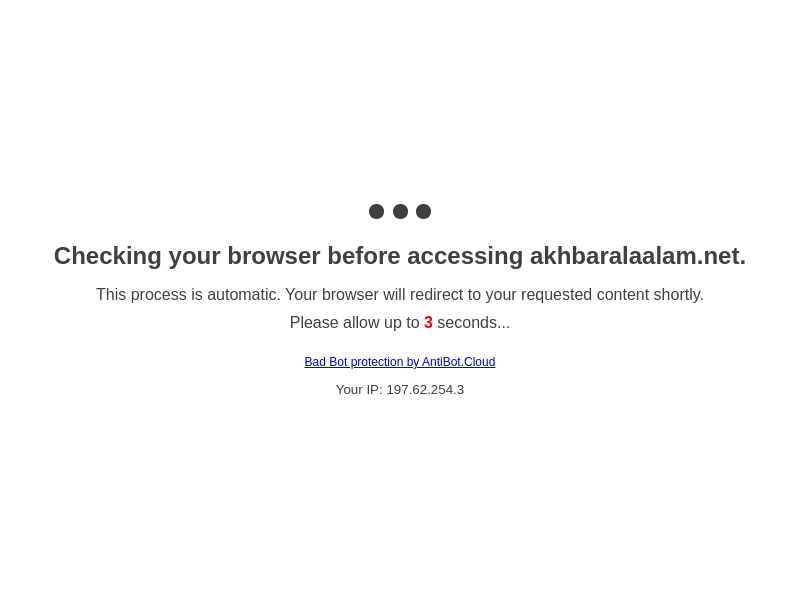 Checking your browser before accessing akhbaralaalam.net.
This process is automatic. Your browser will redirect to your requested content shortly.
Please allow up to 3 seconds...
Bad Bot protection by AntiBot.Cloud
Your IP: 197.62.254.3